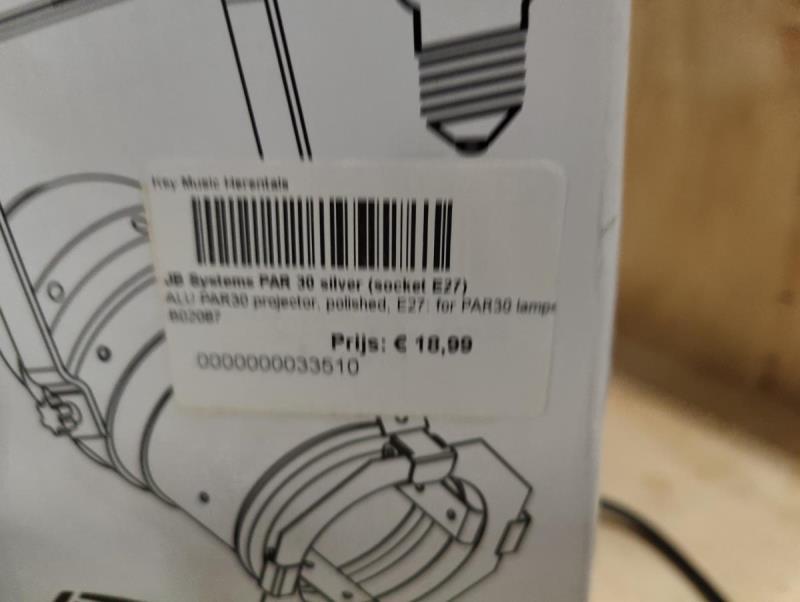 Key Music Herentals
JB Systems PAR 30 silver (socket E27)
ALU PAR30 projector, polished, E27: for PAR30 lamps
B02087
Prijs: € 18,99
0000000033510